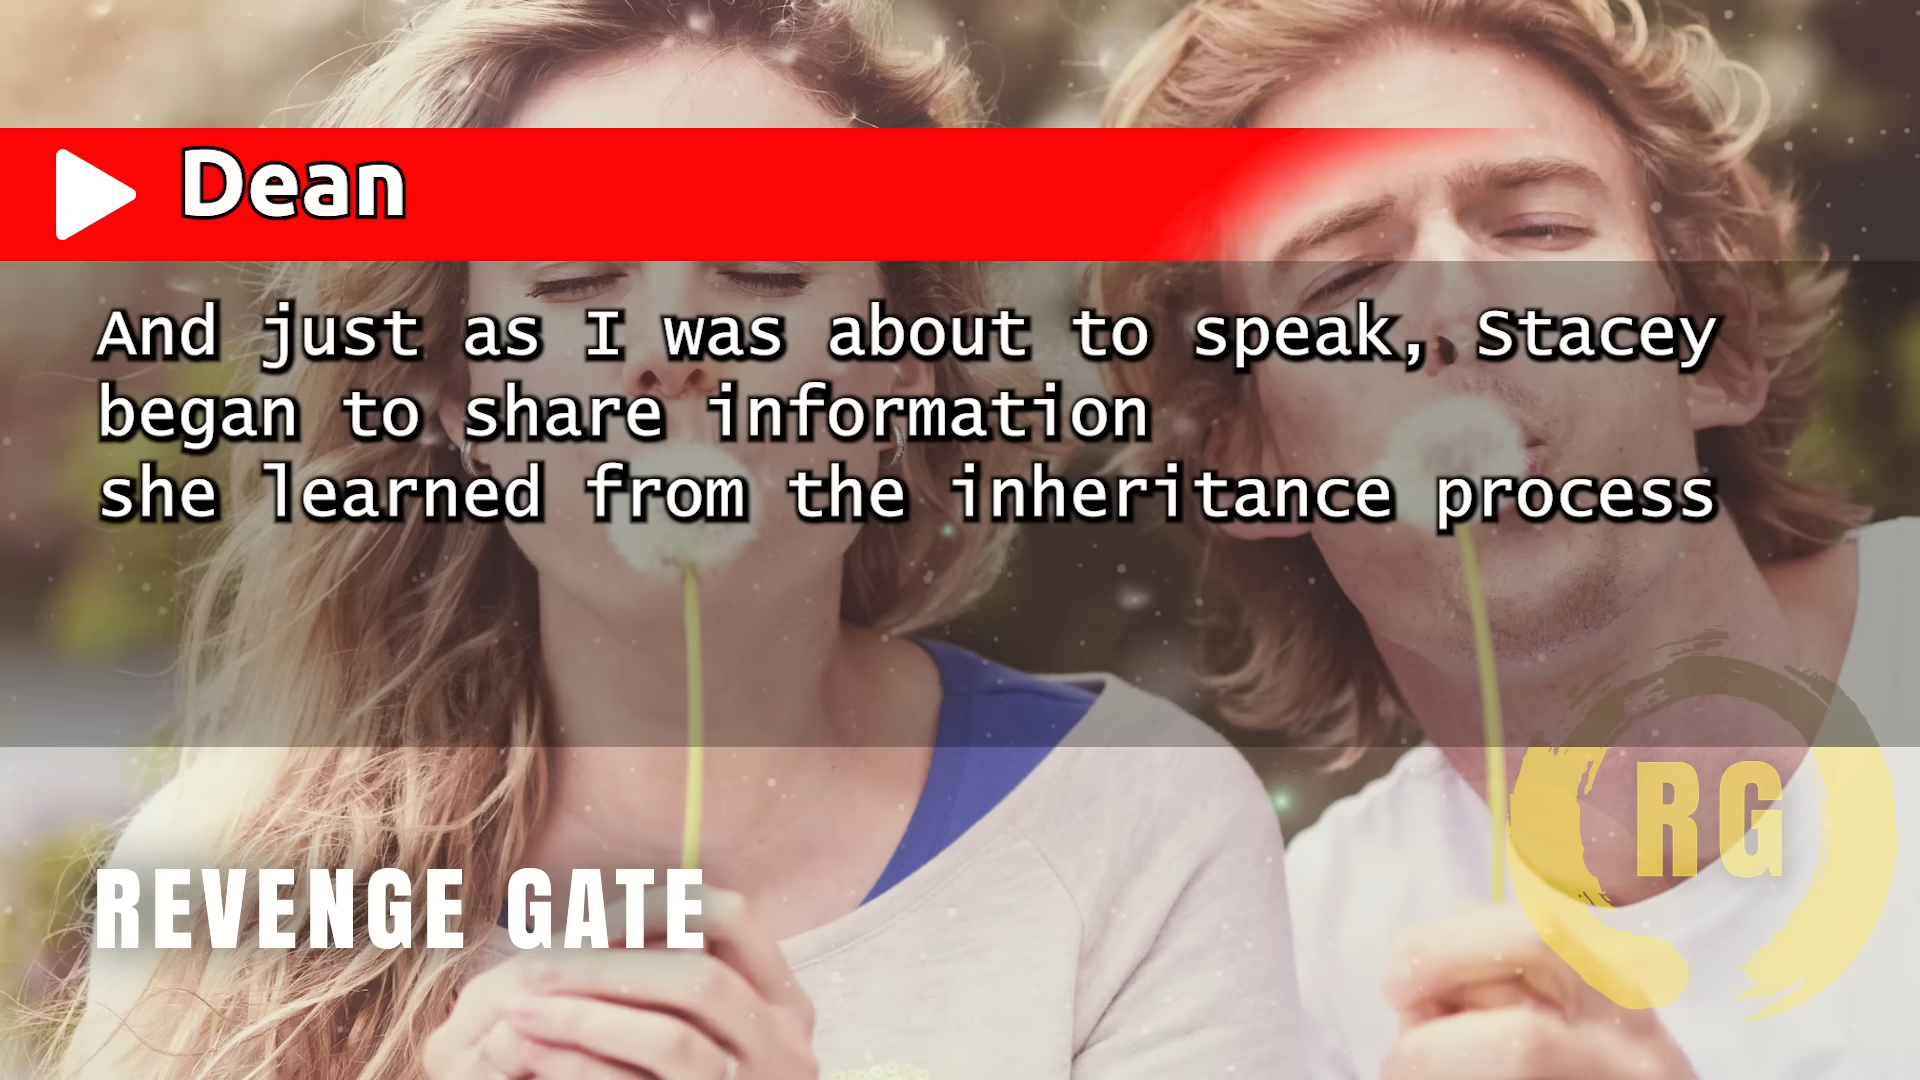 Dean
And just as I was about to speak, Stacey
began to share information
she learned from the inheritance process
RG
REVENGE GATE